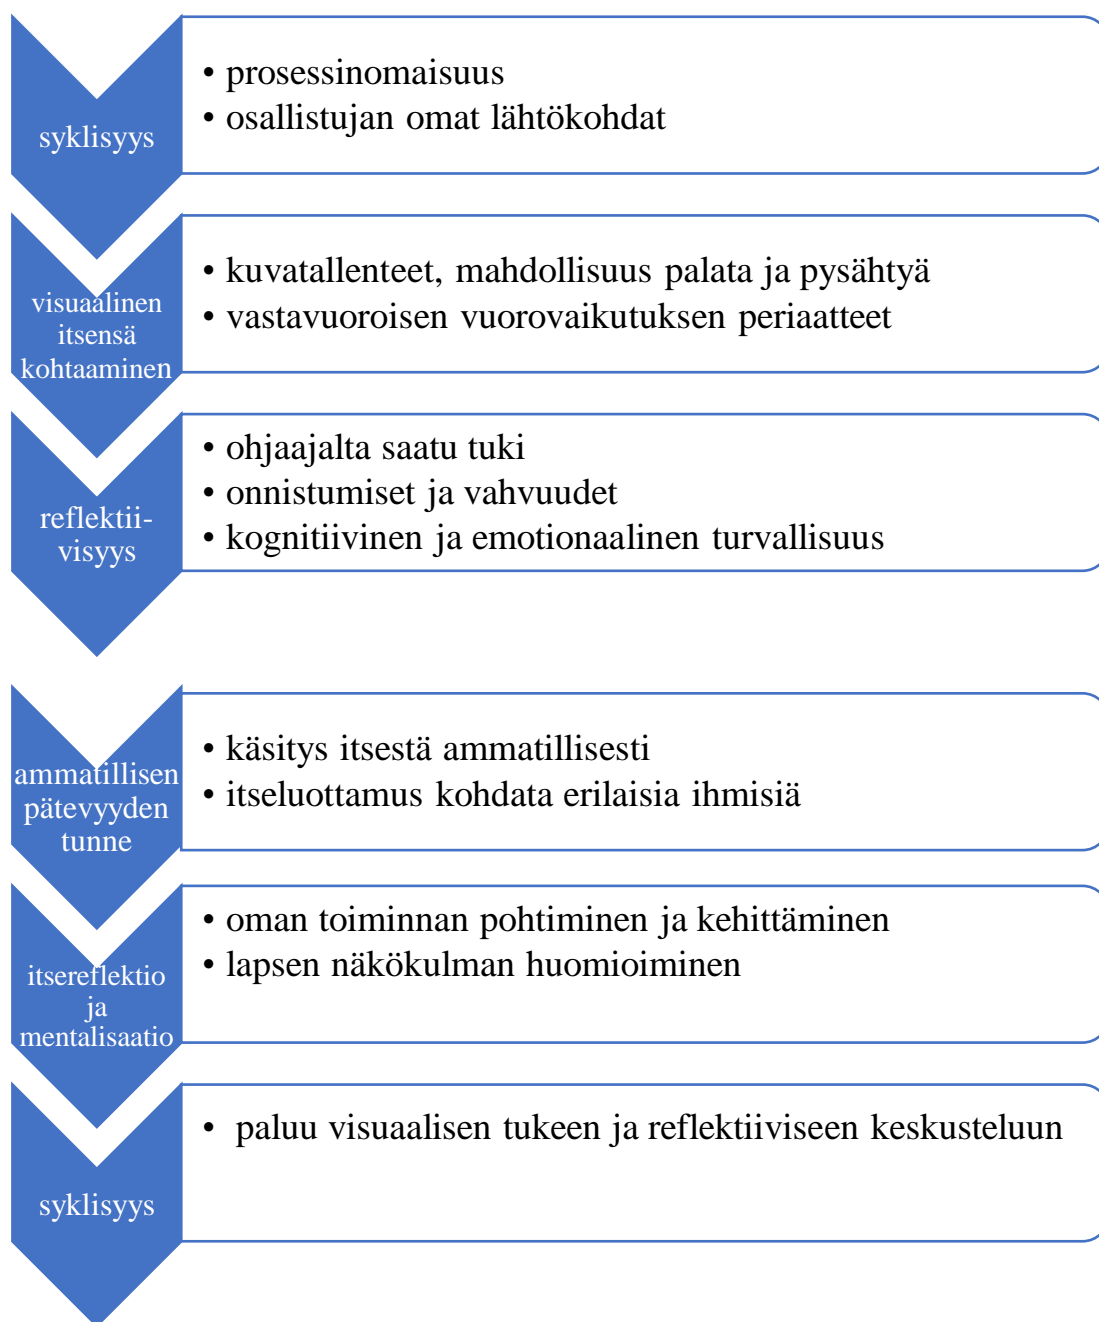 syklisyys
• prosessinomaisuus
• osallistujan omat lähtökohdat
visuaalinen
itsensä
kohtaaminen
• kuvatallenteet, mahdollisuus palata ja pysähtyä
• vastavuoroisen vuorovaikutuksen periaatteet
reflektii-
visyys
• ohjaajalta saatu tuki
• onnistumiset ja vahvuudet
• kognitiivinen ja emotionaalinen turvallisuus
ammatillisen
pätevyyden
tunne
• käsitys itsestä ammatillisesti
• itseluottamus kohdata erilaisia ihmisiä
itsereflektio
ja
mentalisaatio
• oman toiminnan pohtiminen ja kehittäminen
• lapsen näkökulman huomioiminen
syklisyys
• paluu visuaalisen tukeen ja reflektiiviseen keskusteluun